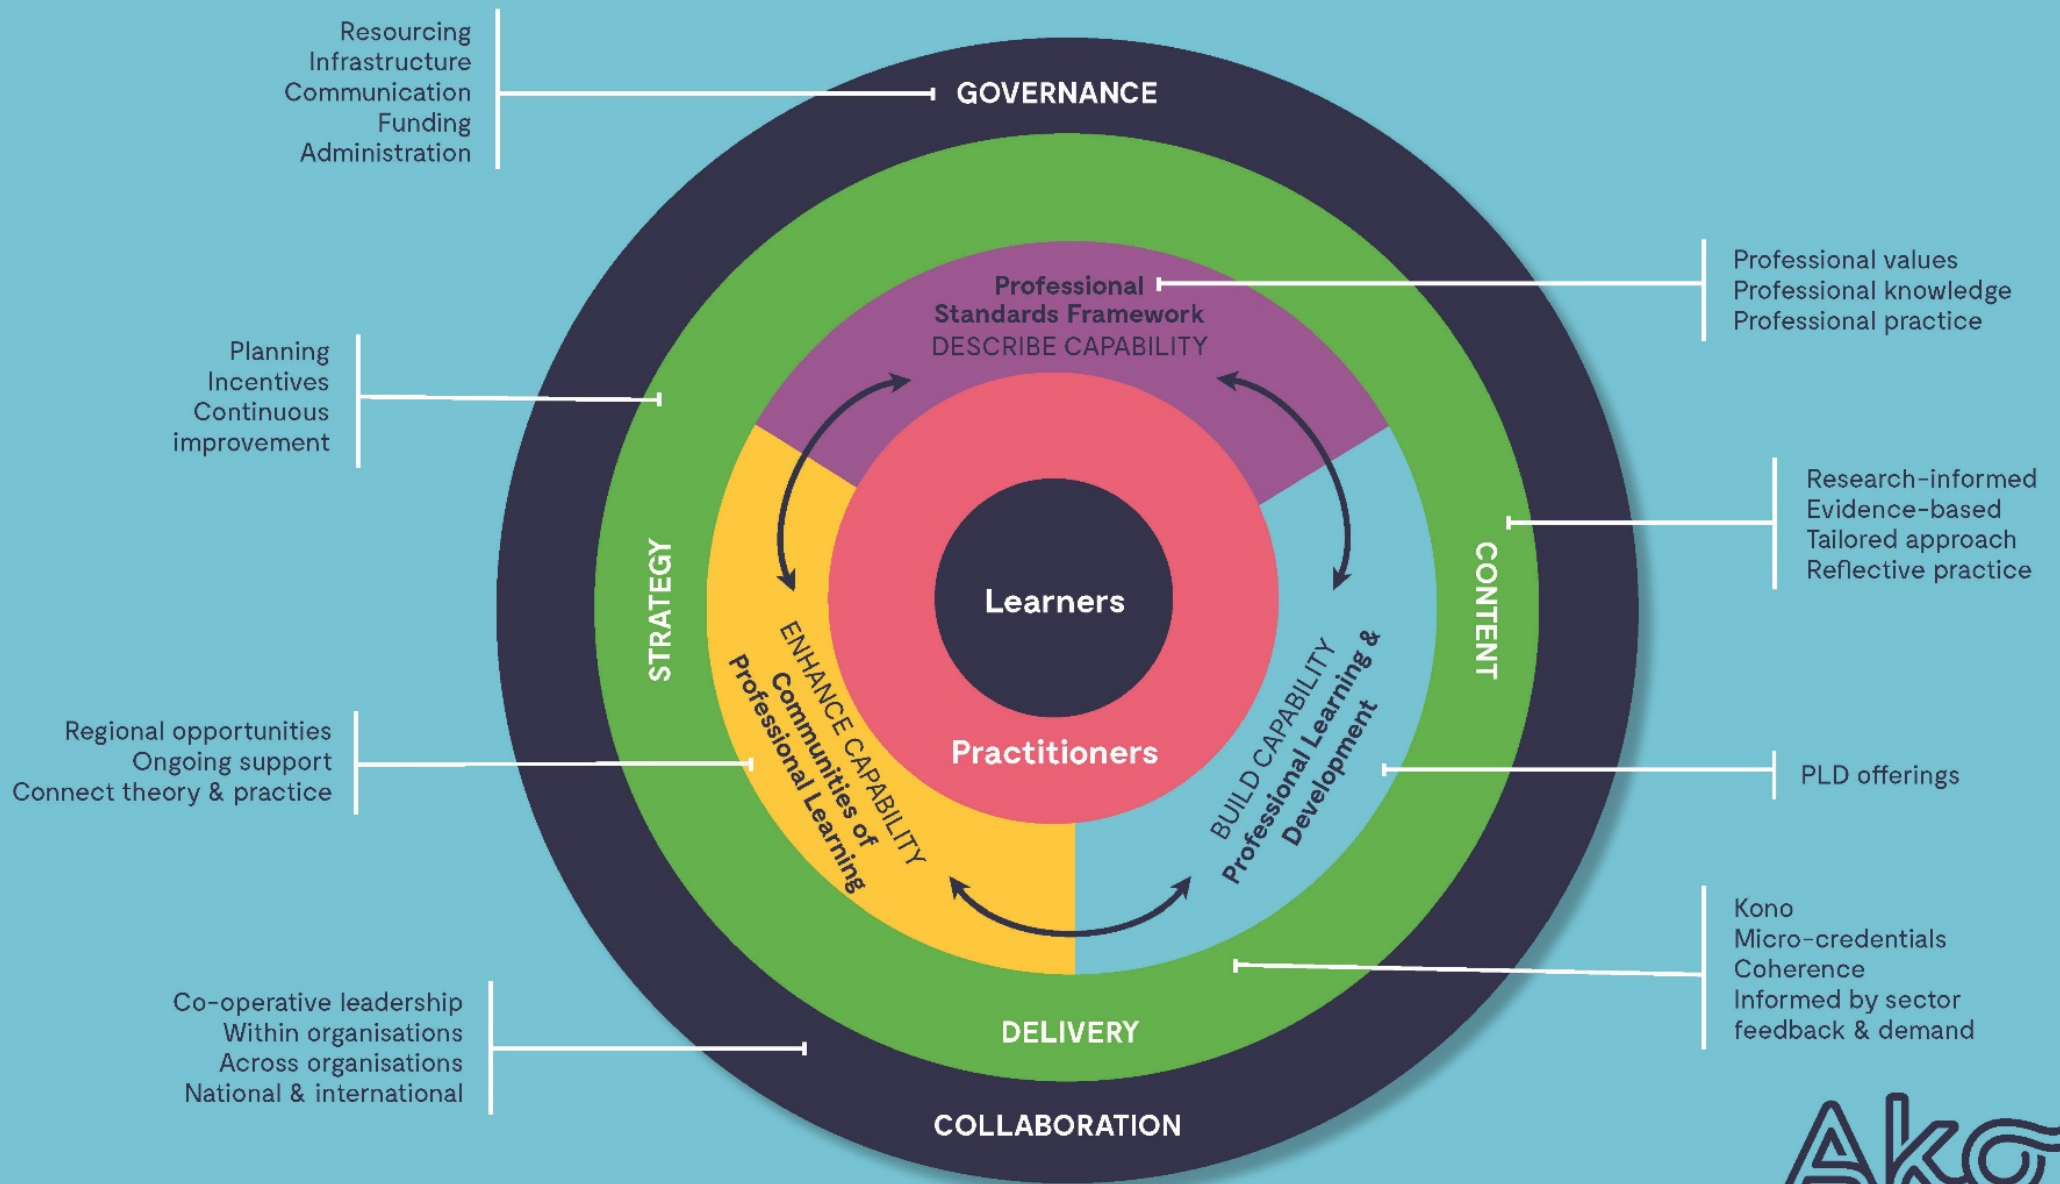 Resourcing
Infrastructure
Communication
Funding
Administration
GOVERNANCE
Professional values
Professional knowledge
Professional practice
Professional
Standards Framework
DESCRIBE CAPABILITY
Planning
Incentives
Continuous
improvement
Research-informed
Evidence-based
Tailored approach
Reflective practice
STRATEGY
CONTENT
Learners
Practitioners
ENHANCE CAPABILITY
Communities of
Professional Learning
BUILD CAPABILITY
Professional Learning &
Development
Regional opportunities
Ongoing support
Connect theory & practice
PLD offerings
Kono
Micro-credentials
Coherence
Informed by sector
feedback & demand
Co-operative leadership
Within organisations
Across organisations
National & international
DELIVERY
COLLABORATION
Ako